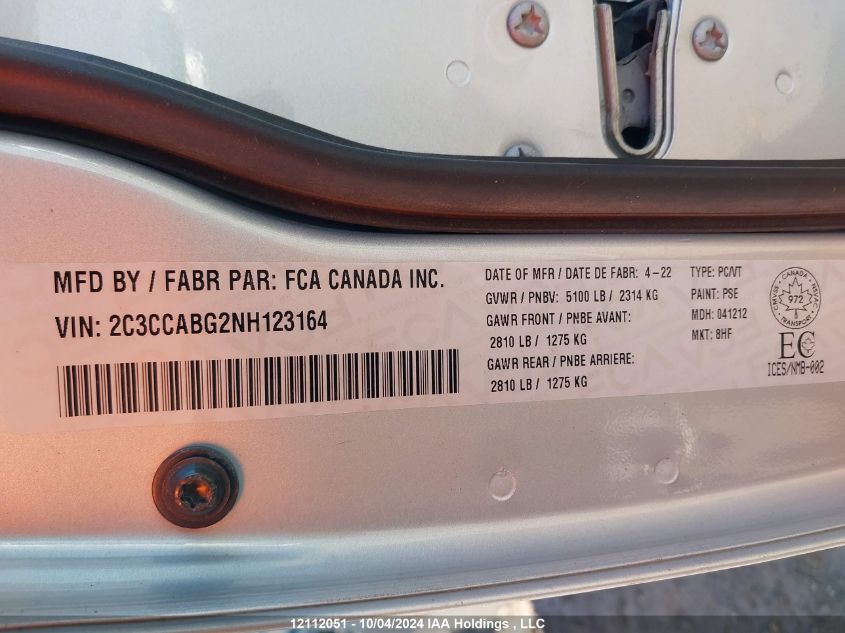 MFD BY / FABR PAR: FCA CANADA INC.
VIN: 2C3CCABG2NH123164
DATE OF MFR / DATE DE FABR: 4-22
GVWR / PNBV: 5100 LB / 2314 KG
GAWR FRONT / PNBE AVANT:
2810 LB / 1275 KG
GAWR REAR / PNBE ARRIERE:
2810 LB / 1275 KG
TYPE: PC/VT
PAINT: PSE
MDH: 041212
MKT: 8HF
CANADA
972
TRANSPORT
EC
ICES/NMB-002
12112051 - 10/04/2024 IAA Holdings , LLC